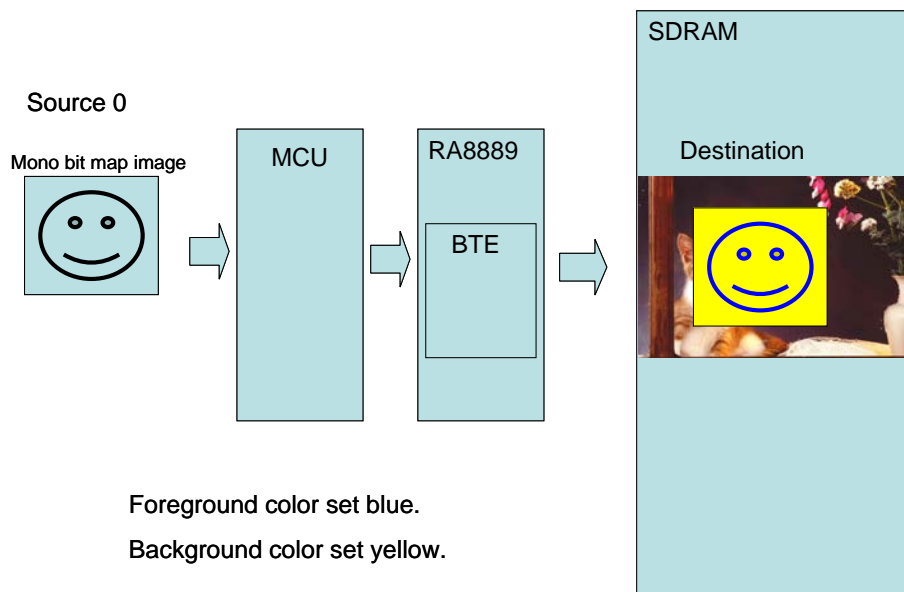 SDRAM
Source 0
Mono bit map image
MCU
RA8889
Destination
BTE
Foreground color set blue.
Background color set yellow.